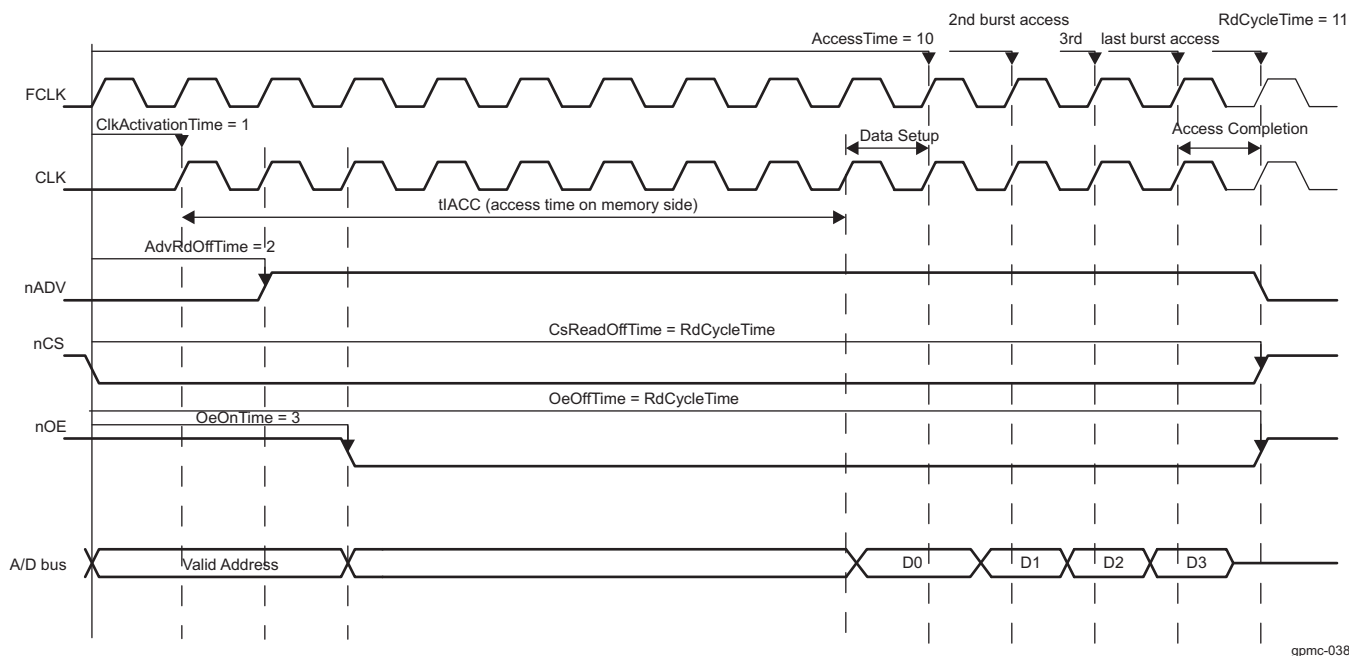 2nd burst access
RdCycleTime = 11
AccessTime = 10
3rd
last burst access
FCLK
ClkActivationTime = 1
Data Setup
Access Completion
CLK
tIACC (access time on memory side)
AdvRdOffTime = 2
nADV
CsReadOffTime = RdCycleTime
nCS
OeOffTime = RdCycleTime
OeOnTime = 3
nOE
A/D bus
Valid Address
D0
D1
D2
D3
gpmc-038